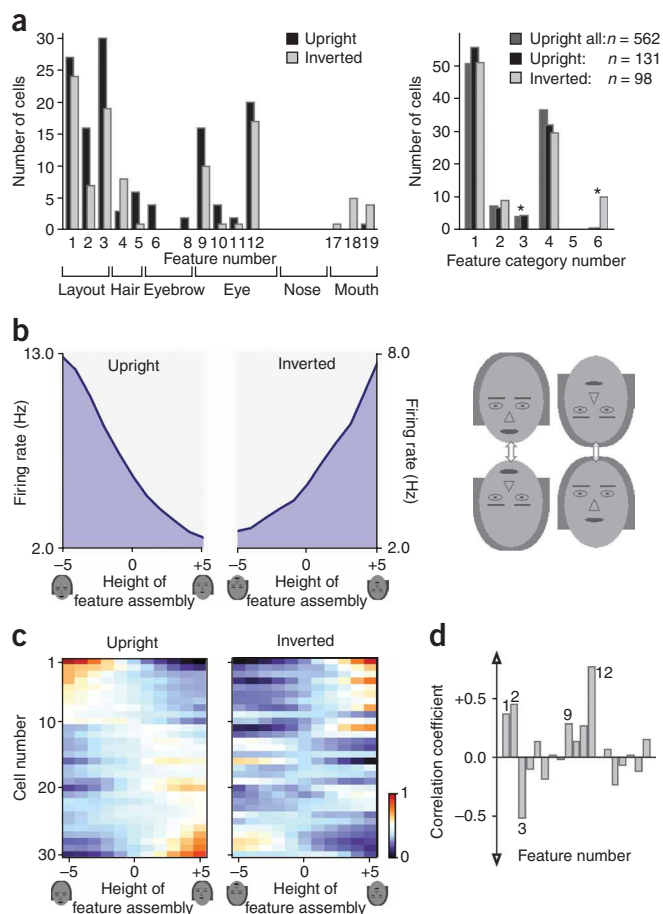 a
30
25
20
15
10
5
0
Number of cells
Upright
Inverted
1 2 3 4 5 6 8 9 10 11 12 17 18 19
Feature number
Layout Hair Eyebrow Eye Nose Mouth
50
40
30
20
10
0
Number of cells
Upright all: n = 562
Upright: n = 131
Inverted: n = 98
* *
1 2 3 4 5 6
Feature category number
b
13.0
2.0
Firing rate (Hz)
Upright
−5 0 +5
Height of
feature assembly
Inverted
8.0
2.0
Firing rate (Hz)
−5 0 +5
Height of
feature assembly
c
Upright
1
10
20
30
Cell number
−5 0 +5
Height of
feature assembly
Inverted
−5 0 +5
Height of
feature assembly
1
0
d
+0.5
0.0
−0.5
Correlation coefficient
1 2 3 9 12
Feature number